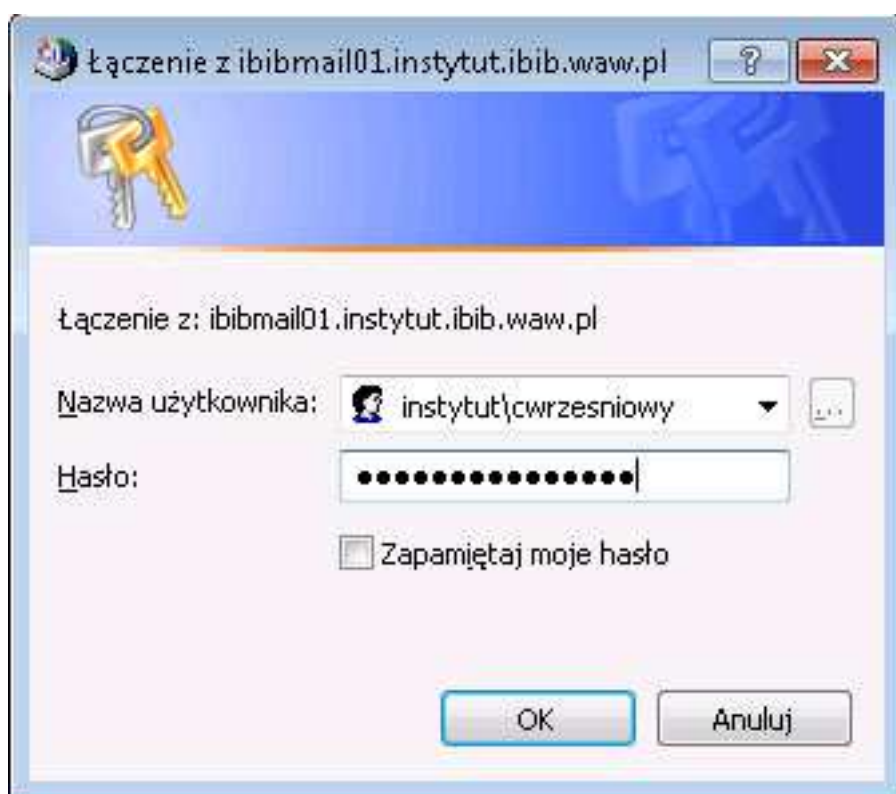 Łączenie z ibibmail01.instytut.ibib.waw.pl
Łączenie z: ibibmail01.instytut.ibib.waw.pl
Nazwa użytkownika: instytut\cwrzesniowy ...
Hasło: •••••••••••••••
Zapamiętaj moje hasło
OK Anuluj